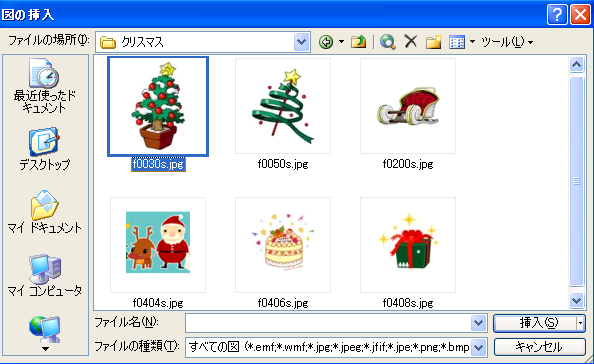 図の挿入
ファイルの場所(I):
クリスマス
ツール(L)
最近使ったド
キュメント
デスクトップ
マイ ドキュメント
マイ コンピュータ
f0030s.jpg
f0050s.jpg
f0200s.jpg
f0404s.jpg
f0406s.jpg
f0408s.jpg
ファイル名(N):
挿入(S)
ファイルの種類(T):
すべての図 (*.emf;*.wmf;*.jpg;*.jpeg;*.jfif;*.jpe;*.png;*.bmp
キャンセル